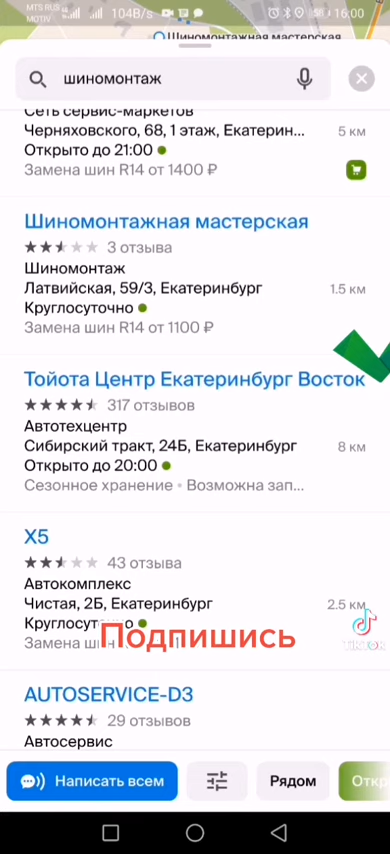 MTS RUS
МОТИВ
104B/s
16:00
Шиномонтажная мастерская
шиномонтаж
Сеть сервис-маркетов
Черняховского, 68, 1 этаж, Екатерин...
5 км
Открыто до 21:00
Замена шин R14 от 1400 ₽
Шиномонтажная мастерская
3 отзыва
Шиномонтаж
Латвийская, 59/3, Екатеринбург
1.5 км
Круглосуточно
Замена шин R14 от 1100 ₽
Тойота Центр Екатеринбург Восток
317 отзывов
Автотехцентр
Сибирский тракт, 24Б, Екатеринбург
8 км
Открыто до 20:00
Сезонное хранение • Возможна зап...
X5
43 отзыва
Автокомплекс
Чистая, 2Б, Екатеринбург
2.5 км
Подпишись
TIKTOK
Замена
AUTOSERVICE-D3
29 отзывов
Автосервис
Написать всем
Рядом